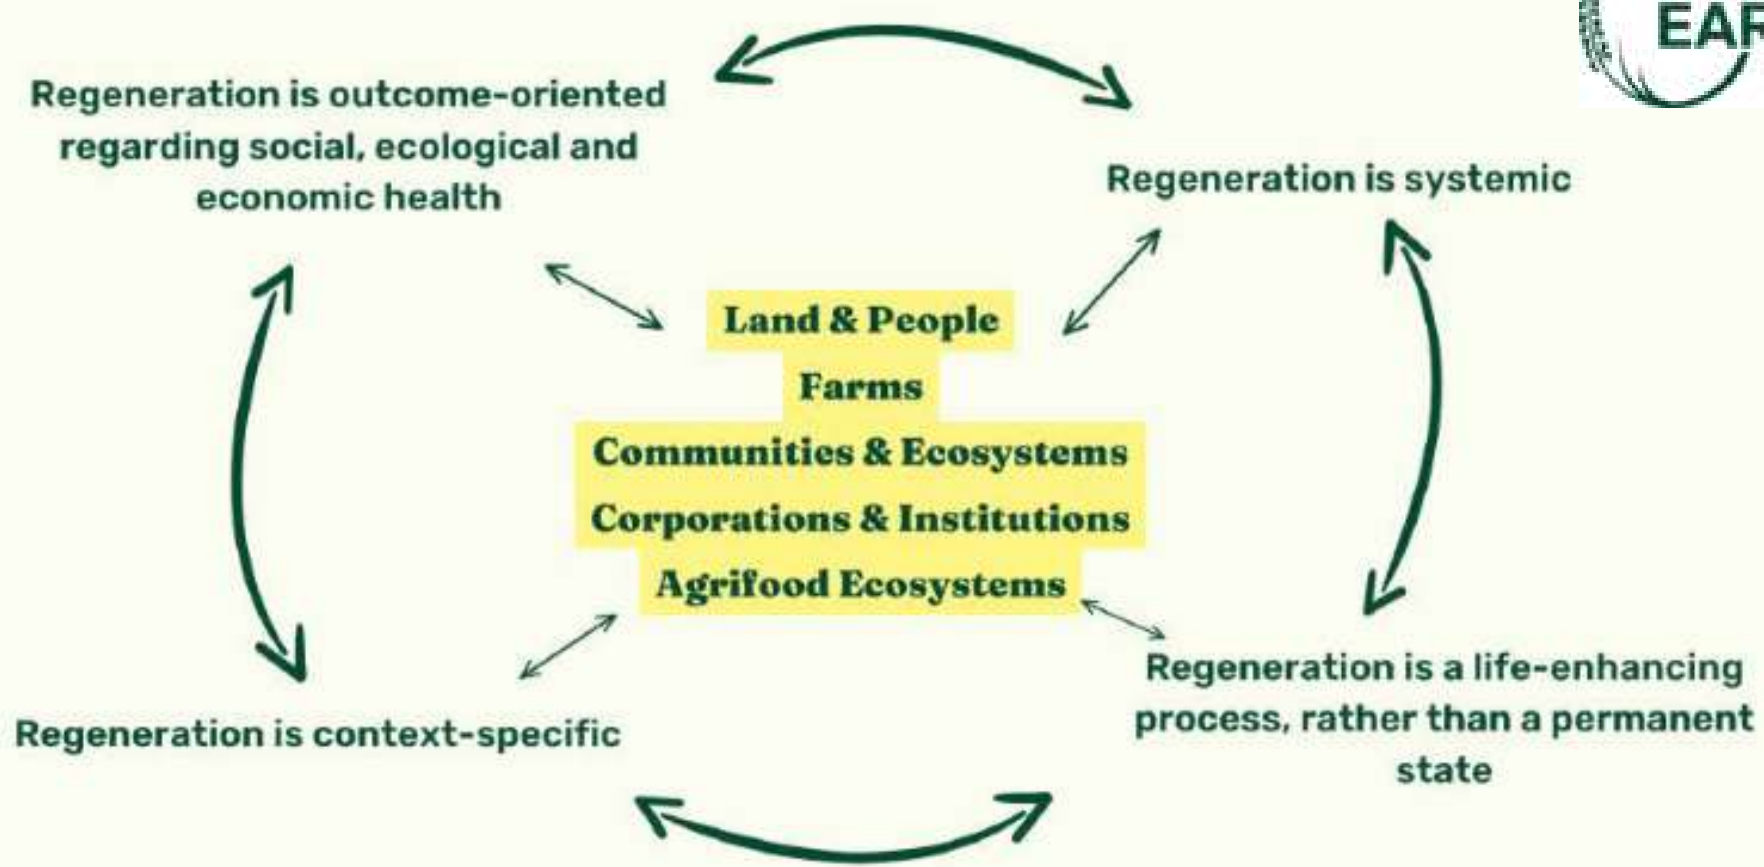 EAR
Regeneration is outcome-oriented
regarding social, ecological and
economic health
Regeneration is systemic
Land & People
Farms
Communities & Ecosystems
Corporations & Institutions
Agrifood Ecosystems
Regeneration is context-specific
Regeneration is a life-enhancing
process, rather than a permanent
state